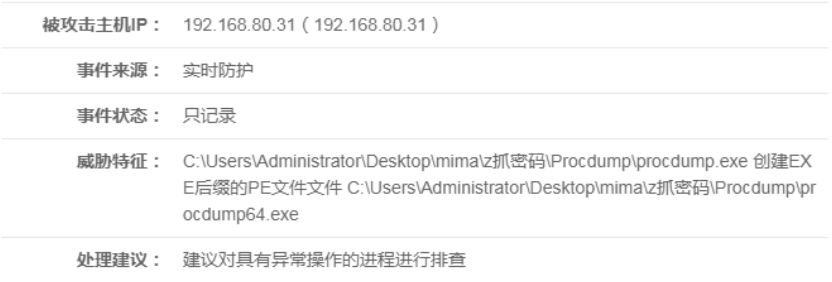 被攻击主机IP： 192.168.80.31（192.168.80.31）
事件来源： 实时防护
事件状态： 只记录
威胁特征： C:\Users\Administrator\Desktop\mima\z抓密码\Procdump\procdump.exe 创建EX
E后缀的PE文件文件 C:\Users\Administrator\Desktop\mima\z抓密码\Procdump\pr
ocdump64.exe
处理建议： 建议对具有异常操作的进程进行排查